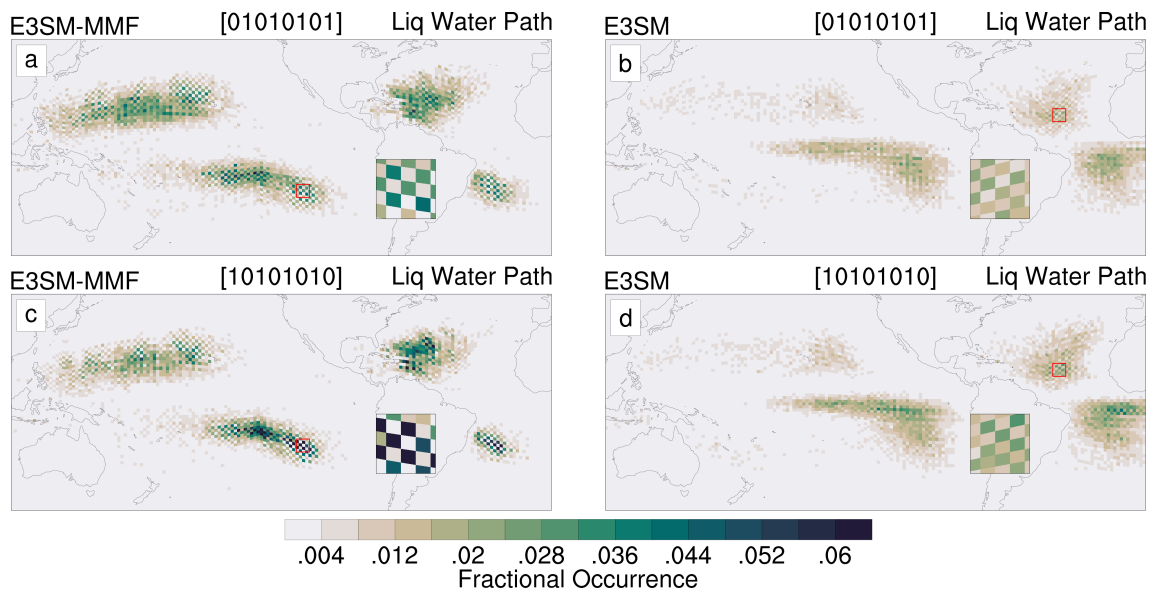 E3SM-MMF [01010101] Liq Water Path
E3SM [01010101] Liq Water Path
a
b
E3SM-MMF [10101010] Liq Water Path
E3SM [10101010] Liq Water Path
c
d
.004 .012 .02 .028 .036 .044 .052 .06
Fractional Occurrence